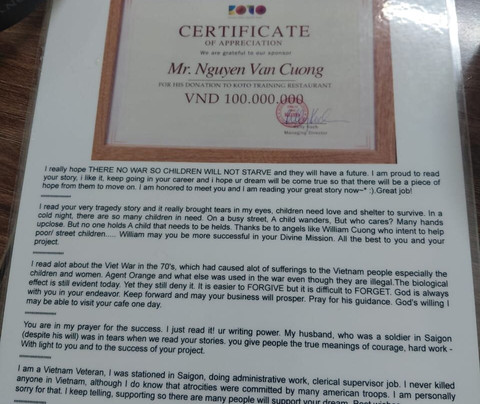 KOTO
CERTIFICATE
OF APPRECIATION
We are grateful to our sponsor
Mr. Nguyen Van Cuong
FOR HIS DONATION TO KOTO TRAINING RESTAURANT
VND 100.000.000
Managing Director
I really hope THERE NO WAR SO CHILDREN WILL NOT STARVE and they will have a future. I am proud to read
your story, i like it, keep going in your career and i hope ur dream will be come true so that there will be a piece of
hope from them to move on. I am honored to meet you and I am reading your great story now~* :).Great job!
I read your very tragedy story and it really brought tears in my eyes, children need love and shelter to survive. In a
cold night, there are so many children in need. On a busy street, A child wanders, But who cares? Many hands
upclose. But no one holds A child that needs to be helds. Thanks to angels like William Cuong who intent to help
poor/ street children..... William may you be more successful in your Divine Mission. All the best to you and your
project.
I read alot about the Viet War in the 70's, which had caused alot of sufferings to the Vietnam people especially the
children and women. Agent Orange and what else was used in the war even though they are illegal.The biological
effect is still evident today. Yet they still deny it. It is easier to FORGIVE but it is difficult to FORGET. God is always
with you in your endeavor. Keep forward and may your business will prosper. Pray for his guidance. God's willing I
may be able to visit your cafe one day.
You are in my prayer for the success. I just read it! ur writing power. My husband, who was a soldier in Saigon
(despite his will) was in tears when we read your stories. you give people the true meanings of courage, hard work -
With light to you and to the success of your project.
I am a Vietnam Veteran, I was stationed in Saigon, doing administrative work, clerical supervisor job. I never killed
anyone in Vietnam, although I do know that atrocities were committed by many american troops. I am personally
sorry for that. I keep telling, supporting so there are many people will support your dream. Best wishes